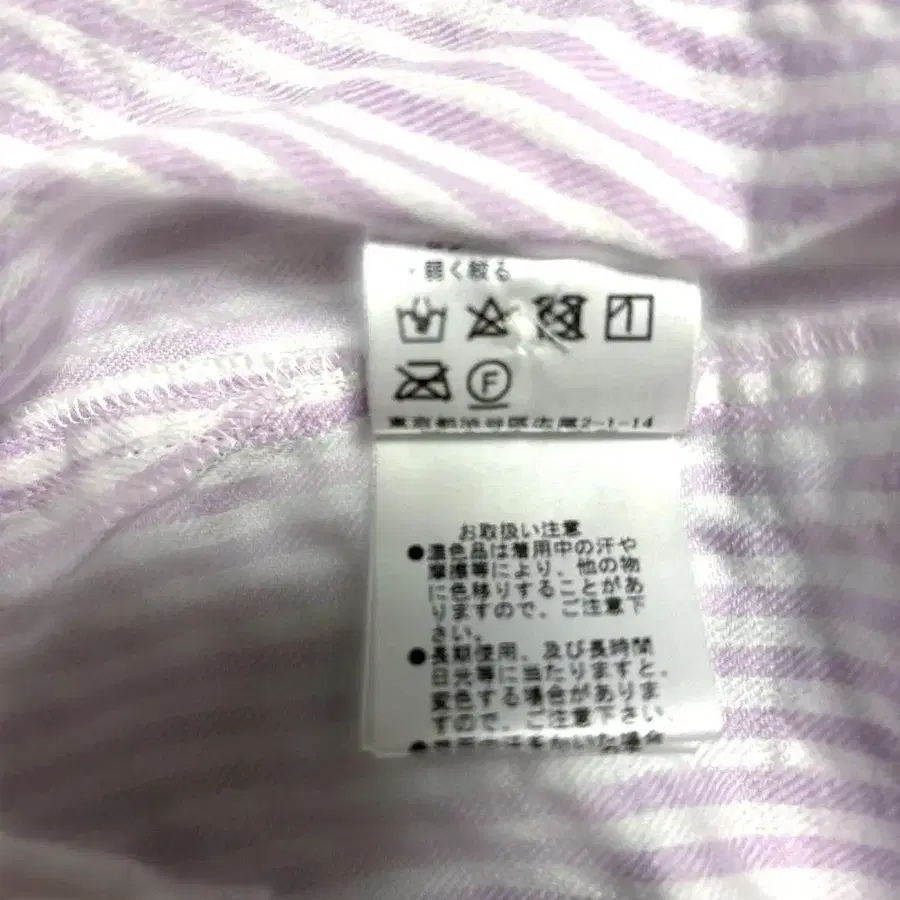 ・弱く絞る
F
東京都渋谷区広尾2-1-14
お取扱い注意
●濃色品は着用中の汗や
摩擦等により、他の物
に色移りすることがあ
りますので、ご注意下
さい。
●長期使用、及び長時間
日光等に当たりますと、
変色する場合がありま
すので、ご注意下さい。